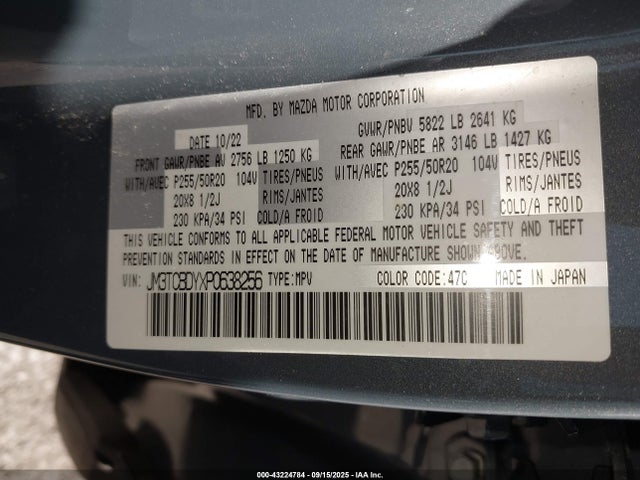 MFD. BY MAZDA MOTOR CORPORATION
DATE 10/22
GVWR/PNBV 5822 LB 2641 KG
FRONT GAWR/PNBE AV 2756 LB 1250 KG
REAR GAWR/PNBE AR 3146 LB 1427 KG
WITH/AVEC P255/50R20 104V TIRES/PNEUS
WITH/AVEC P255/50R20 104V TIRES/PNEUS
20X8 1/2J RIMS/JANTES
20X8 1/2J RIMS/JANTES
230 KPA/34 PSI COLD/A FROID
230 KPA/34 PSI COLD/A FROID
THIS VEHICLE CONFORMS TO ALL APPLICABLE FEDERAL MOTOR VEHICLE SAFETY AND THEFT
PREVENTION STANDARDS IN EFFECT ON THE DATE OF MANUFACTURE SHOWN ABOVE.
VIN: JM3TCBDYXP0638256 TYPE:MPV COLOR CODE:47C MADE IN JAPAN
000-43224784 - 09/15/2025 - IAA Inc.